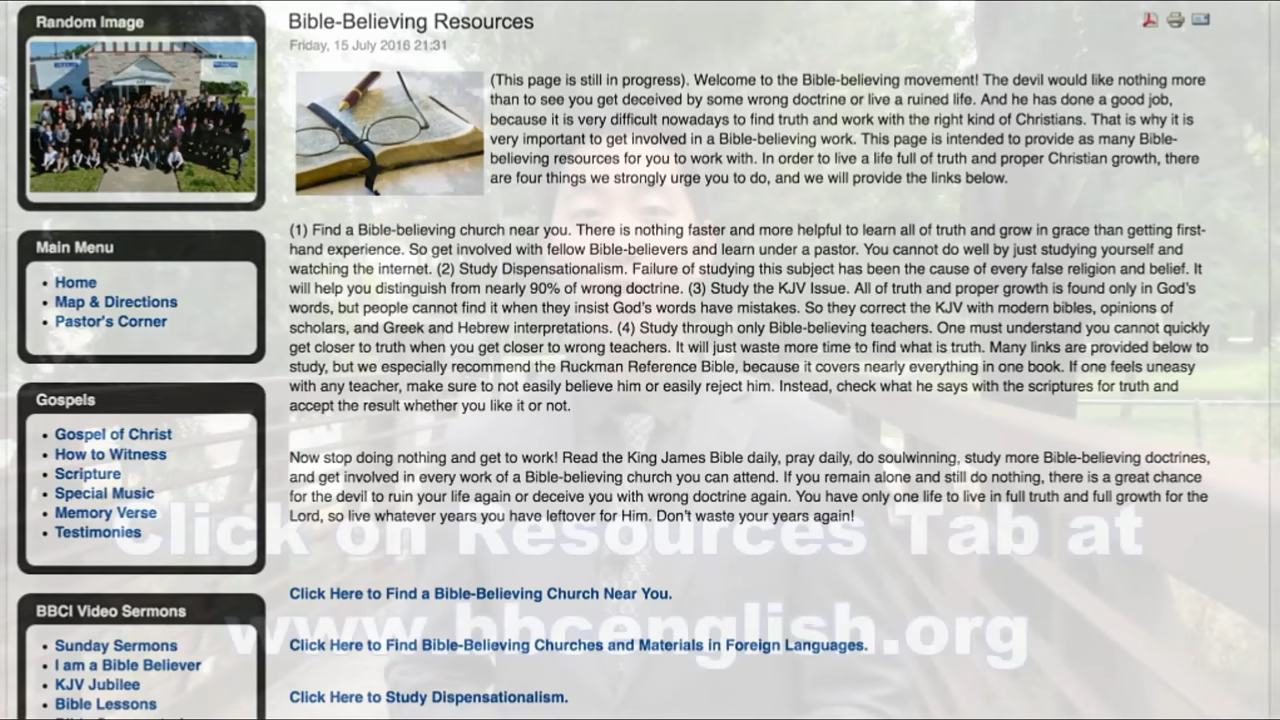 Random Image
Main Menu
Home
Map & Directions
Pastor's Corner
Gospels
Gospel of Christ
How to Witness
Scripture
Special Music
Memory Verse
Testimonies
BBCI Video Sermons
Sunday Sermons
I am a Bible Believer
KJV Jubilee
Bible Lessons
Bible-Believing Resources
Friday, 15 July 2016 21:31
(This page is still in progress). Welcome to the Bible-believing movement! The devil would like nothing more
than to see you get deceived by some wrong doctrine or live a ruined life. And he has done a good job,
because it is very difficult nowadays to find truth and work with the right kind of Christians. That is why it is
very important to get involved in a Bible-believing work. This page is intended to provide as many Bible-
believing resources for you to work with. In order to live a life full of truth and proper Christian growth, there
are four things we strongly urge you to do, and we will provide the links below.
(1) Find a Bible-believing church near you. There is nothing faster and more helpful to learn all of truth and grow in grace than getting first-
hand experience. So get involved with fellow Bible-believers and learn under a pastor. You cannot do well by just studying yourself and
watching the internet. (2) Study Dispensationalism. Failure of studying this subject has been the cause of every false religion and belief. It
will help you distinguish from nearly 90% of wrong doctrine. (3) Study the KJV Issue. All of truth and proper growth is found only in God's
words, but people cannot find it when they insist God's words have mistakes. So they correct the KJV with modern bibles, opinions of
scholars, and Greek and Hebrew interpretations. (4) Study through only Bible-believing teachers. One must understand you cannot quickly
get closer to truth when you get closer to wrong teachers. It will just waste more time to find what is truth. Many links are provided below to
study, but we especially recommend the Ruckman Reference Bible, because it covers nearly everything in one book. If one feels uneasy
with any teacher, make sure to not easily believe him or easily reject him. Instead, check what he says with the scriptures for truth and
accept the result whether you like it or not.
Now stop doing nothing and get to work! Read the King James Bible daily, pray daily, do soulwinning, study more Bible-believing doctrines,
and get involved in every work of a Bible-believing church you can attend. If you remain alone and still do nothing, there is a great chance
for the devil to ruin your life again or deceive you with wrong doctrine again. You have only one life to live in full truth and full growth for the
Lord, so live whatever years you have leftover for Him. Don't waste your years again!
Click on Resources Tab at
www.bbcenglish.org
Click Here to Find a Bible-Believing Church Near You.
Click Here to Find Bible-Believing Churches and Materials in Foreign Languages.
Click Here to Study Dispensationalism.